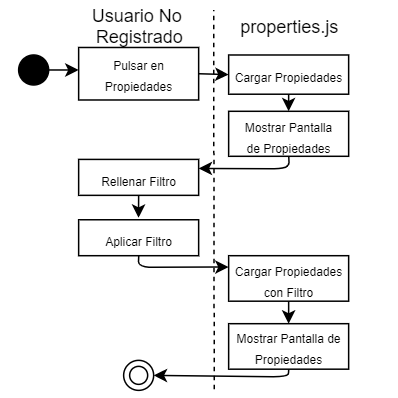 Usuario No
Registrado
properties.js
Pulsar en
Propiedades
Cargar Propiedades
Mostrar Pantalla
de Propiedades
Rellenar Filtro
Aplicar Filtro
Cargar Propiedades
con Filtro
Mostrar Pantalla de
Propiedades